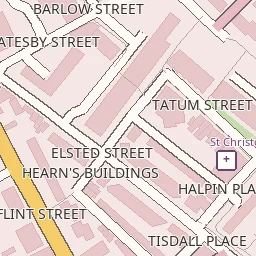 BARLOW STREET
ATESBY STREET
TATUM STREET
St Christo
ELSTED STREET
HEARN'S BUILDINGS
HALPIN PLA
FLINT STREET
TISDALL PLACE